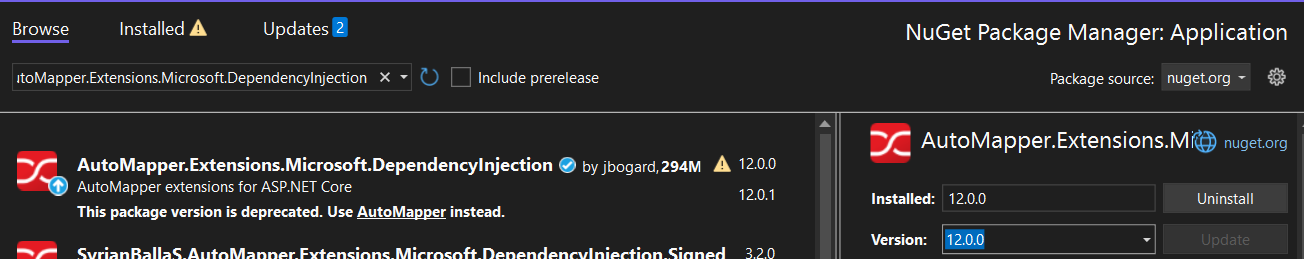 Browse Installed Updates 2 NuGet Package Manager: Application
utoMapper.Extensions.Microsoft.DependencyInjection Include prerelease Package source: nuget.org
AutoMapper.Extensions.Microsoft.DependencyInjection by jbogard, 294M 12.0.0
AutoMapper extensions for ASP.NET Core
12.0.1
This package version is deprecated. Use AutoMapper instead.
SyrianBallaS.AutoMapper.Extensions.Microsoft.DependencyInjection.Signed 3.2.0
AutoMapper.Extensions.Mi nuget.org
Installed: 12.0.0 Uninstall
Version: 12.0.0 Update